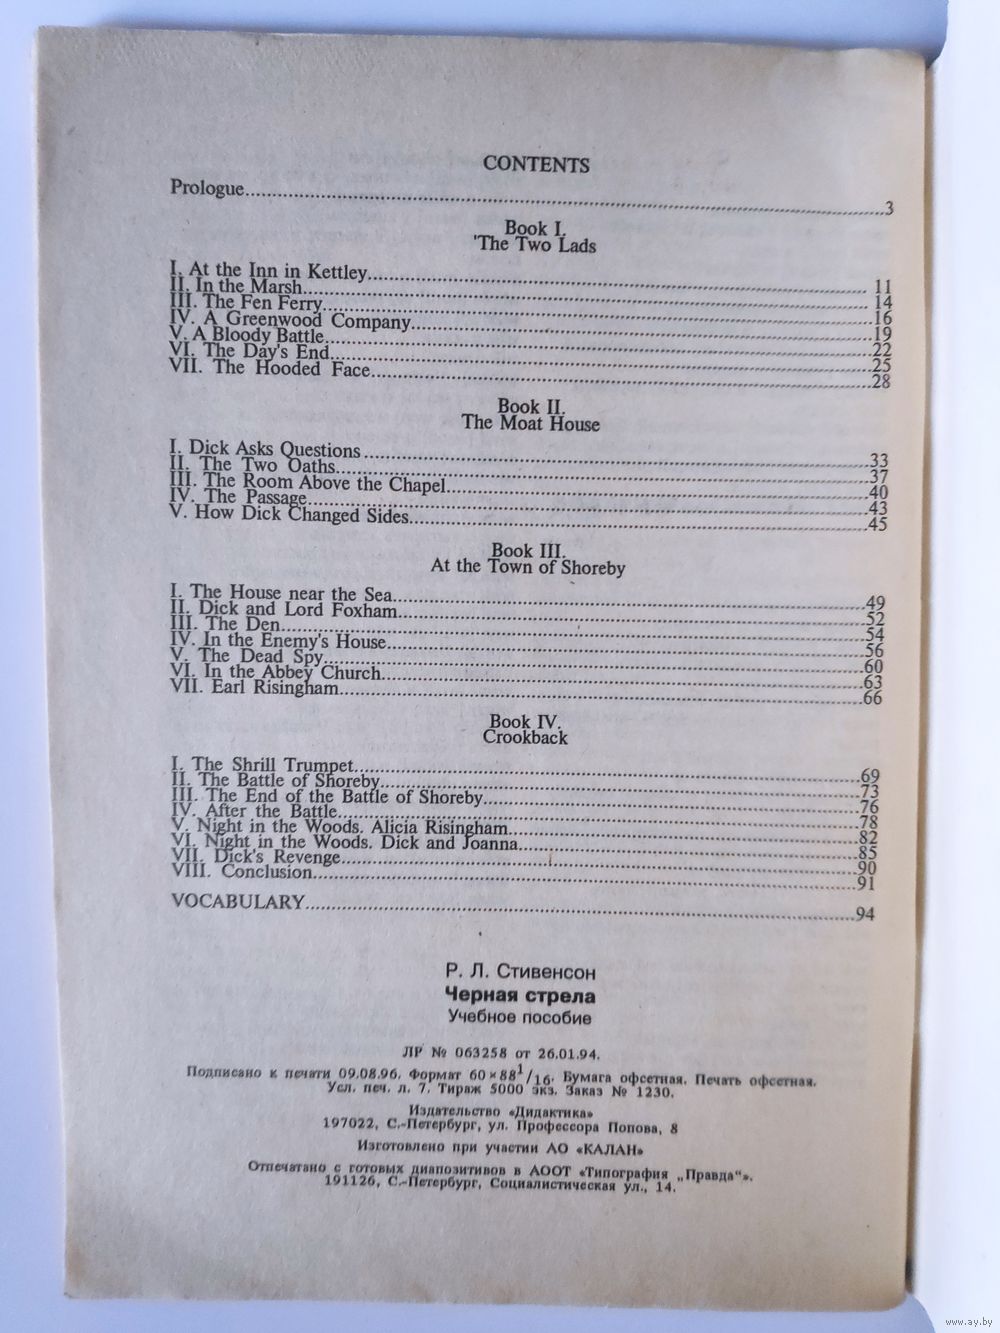 CONTENTS
Prologue........3
Book I.
'The Two Lads
I. At the Inn in Kettley........11
II. In the Marsh........14
III. The Fen Ferry........16
IV. A Greenwood Company........19
V. A Bloody Battle........22
VI. The Day's End........25
VII. The Hooded Face........28
Book II.
The Moat House
I. Dick Asks Questions........33
II. The Two Oaths........37
III. The Room Above the Chapel........40
IV. The Passage........43
V. How Dick Changed Sides........45
Book III.
At the Town of Shoreby
I. The House near the Sea........49
II. Dick and Lord Foxham........52
III. The Den........54
IV. In the Enemy's House........56
V. The Dead Spy........60
VI. In the Abbey Church........63
VII. Earl Risingham........66
Book IV.
Crookback
I. The Shrill Trumpet........69
II. The Battle of Shoreby........73
III. The End of the Battle of Shoreby........76
IV. After the Battle........78
V. Night in the Woods. Alicia Risingham........82
VI. Night in the Woods. Dick and Joanna........85
VII. Dick's Revenge........90
VIII. Conclusion........91
VOCABULARY........94
Р. Л. Стивенсон
Черная стрела
Учебное пособие
ЛР № 063258 от 26.01.94.
Подписано к печати 09.08.96. Формат 60×88 1/16. Бумага офсетная. Печать офсетная.
Усл. печ. л. 7. Тираж 5000 экз. Заказ № 1230.
Издательство «Дидактика»
197022, С.-Петербург, ул. Профессора Попова, 8
Изготовлено при участии АО «КАЛАН»
Отпечатано с готовых диапозитивов в АООТ «Типография „Правда“».
191126, С.-Петербург, Социалистическая ул., 14.
www.ay.by